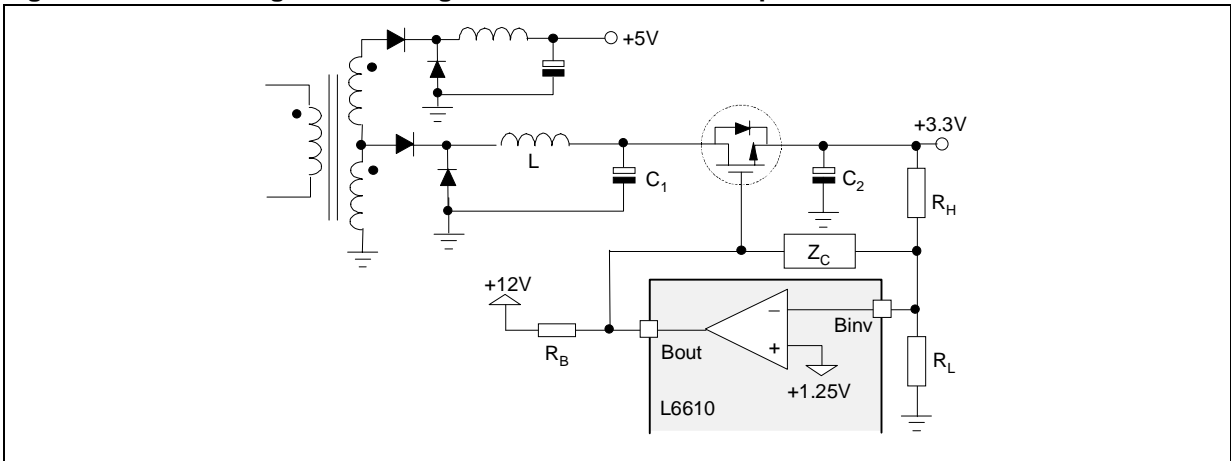 +5V
+3.3V
L
C1
C2
RH
ZC
+12V
RB
Bout
Binv
RL
+1.25V
L6610